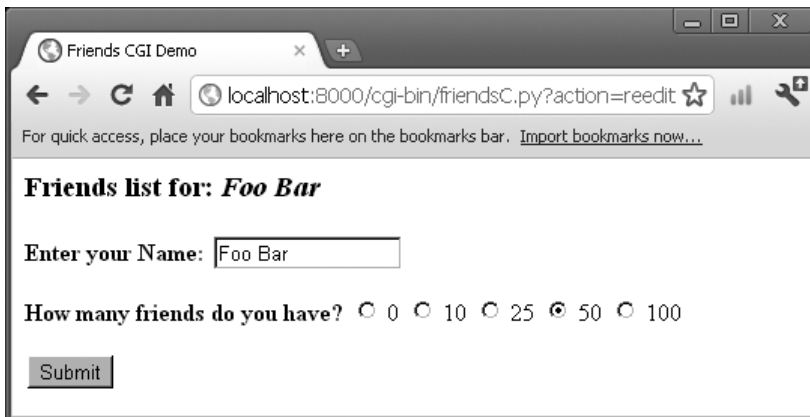 Friends CGI Demo
localhost:8000/cgi-bin/friendsC.py?action=reedit
For quick access, place your bookmarks here on the bookmarks bar. Import bookmarks now...
Friends list for: Foo Bar
Enter your Name: Foo Bar
How many friends do you have? 0 10 25 50 100
Submit